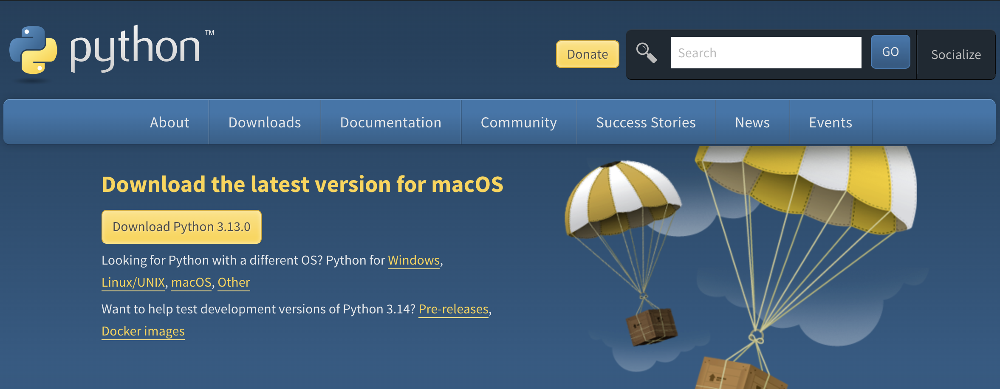 python™
Donate
Search
GO
Socialize
About
Downloads
Documentation
Community
Success Stories
News
Events
Download the latest version for macOS
Download Python 3.13.0
Looking for Python with a different OS? Python for Windows,
Linux/UNIX, macOS, Other
Want to help test development versions of Python 3.14? Pre-releases,
Docker images